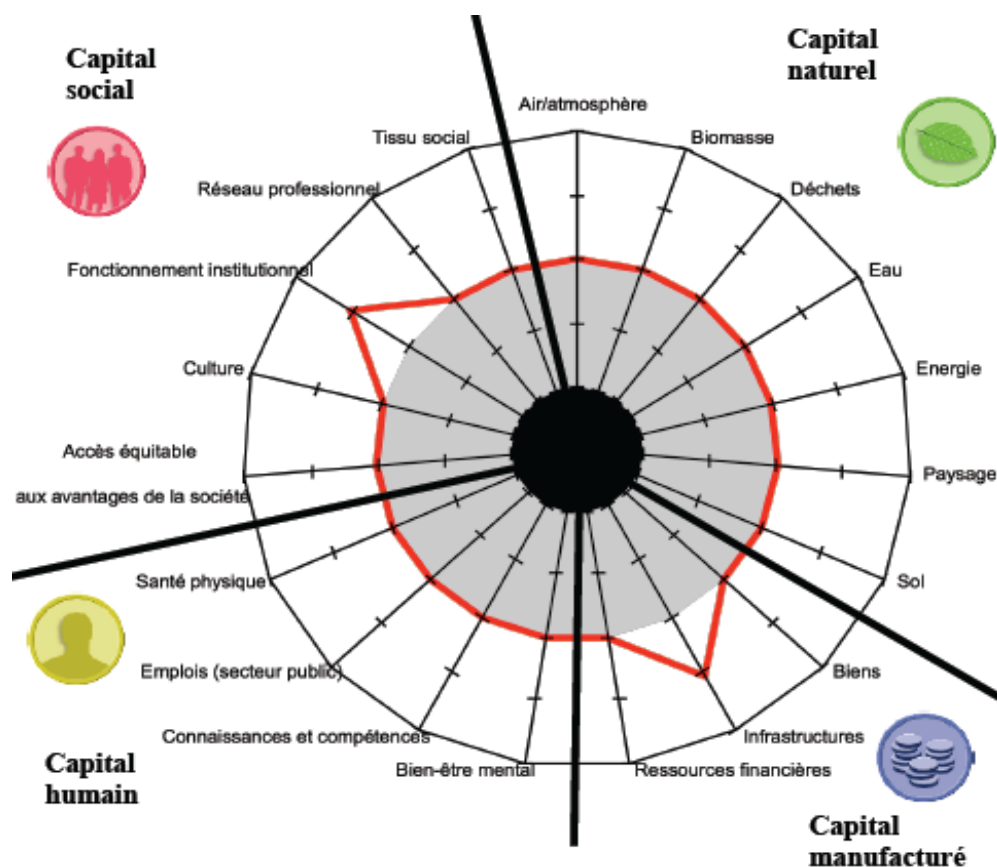 Capital
social
Capital
naturel
Air/atmosphère
Tissu social
Biomasse
Réseau professionnel
Déchets
Fonctionnement institutionnel
Eau
Culture
Energie
Accès équitable
aux avantages de la société
Paysage
Santé physique
Sol
Emplois (secteur public)
Biens
Connaissances et compétences
Infrastructures
Bien-être mental
Ressources financières
Capital
humain
Capital
manufacturé